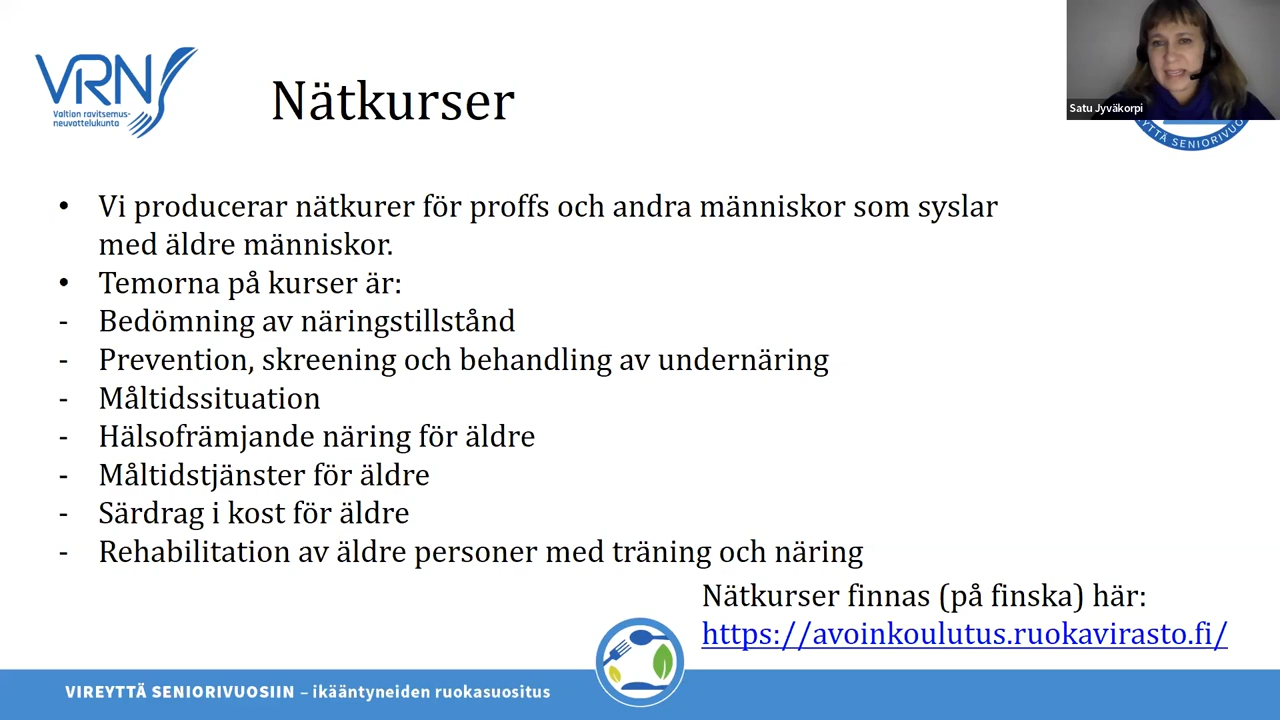 VRN
Valtion ravitsemus-
neuvottelukunta
Nätkurser
Satu Jyväkorpi
YTTÄ SENIORIVUO
• Vi producerar nätkurer för proffs och andra människor som syslar
med äldre människor.
• Temorna på kurser är:
- Bedömning av näringstillstånd
- Prevention, skreening och behandling av undernäring
- Måltidssituation
- Hälsofrämjande näring för äldre
- Måltidstjänster för äldre
- Särdrag i kost för äldre
- Rehabilitation av äldre personer med träning och näring
Nätkurser finnas (på finska) här:
https://avoinkoulutus.ruokavirasto.fi/
VIREYTTÄ SENIORIVUOSIIN – ikääntyneiden ruokasuositus